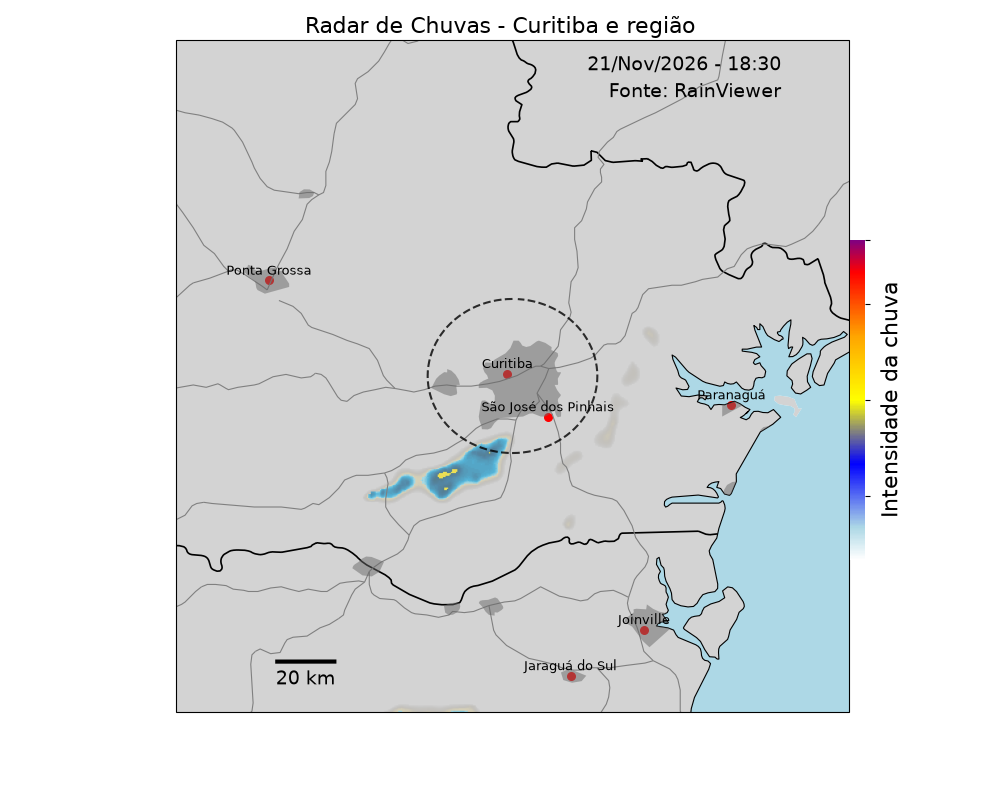 Radar de Chuvas - Curitiba e região
21/Nov/2026 - 18:30
Fonte: RainViewer
Ponta Grossa
Curitiba
Paranaguá
São José dos Pinhais
Intensidade da chuva
Joinville
Jaraguá do Sul
20 km